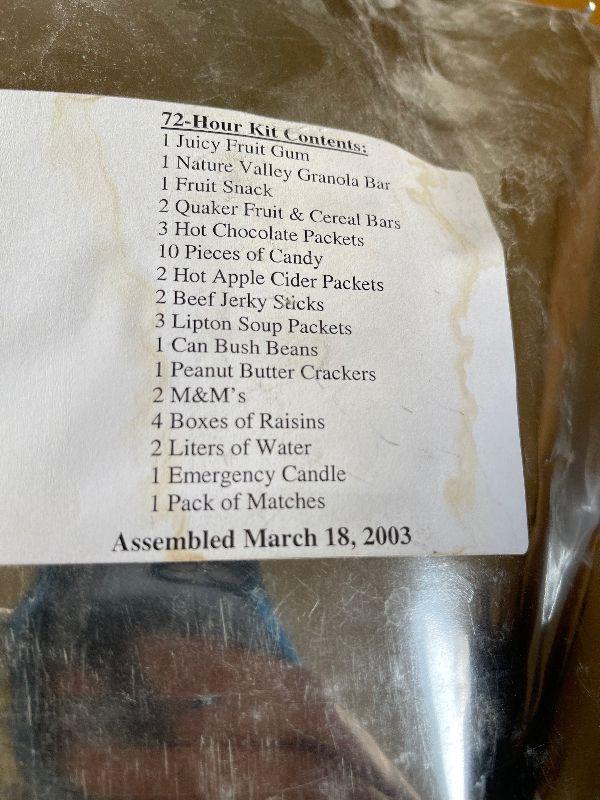 72-Hour Kit Contents:
1 Juicy Fruit Gum
1 Nature Valley Granola Bar
1 Fruit Snack
2 Quaker Fruit & Cereal Bars
3 Hot Chocolate Packets
10 Pieces of Candy
2 Hot Apple Cider Packets
2 Beef Jerky Sticks
3 Lipton Soup Packets
1 Can Bush Beans
1 Peanut Butter Crackers
2 M&M's
4 Boxes of Raisins
2 Liters of Water
1 Emergency Candle
1 Pack of Matches
Assembled March 18, 2003